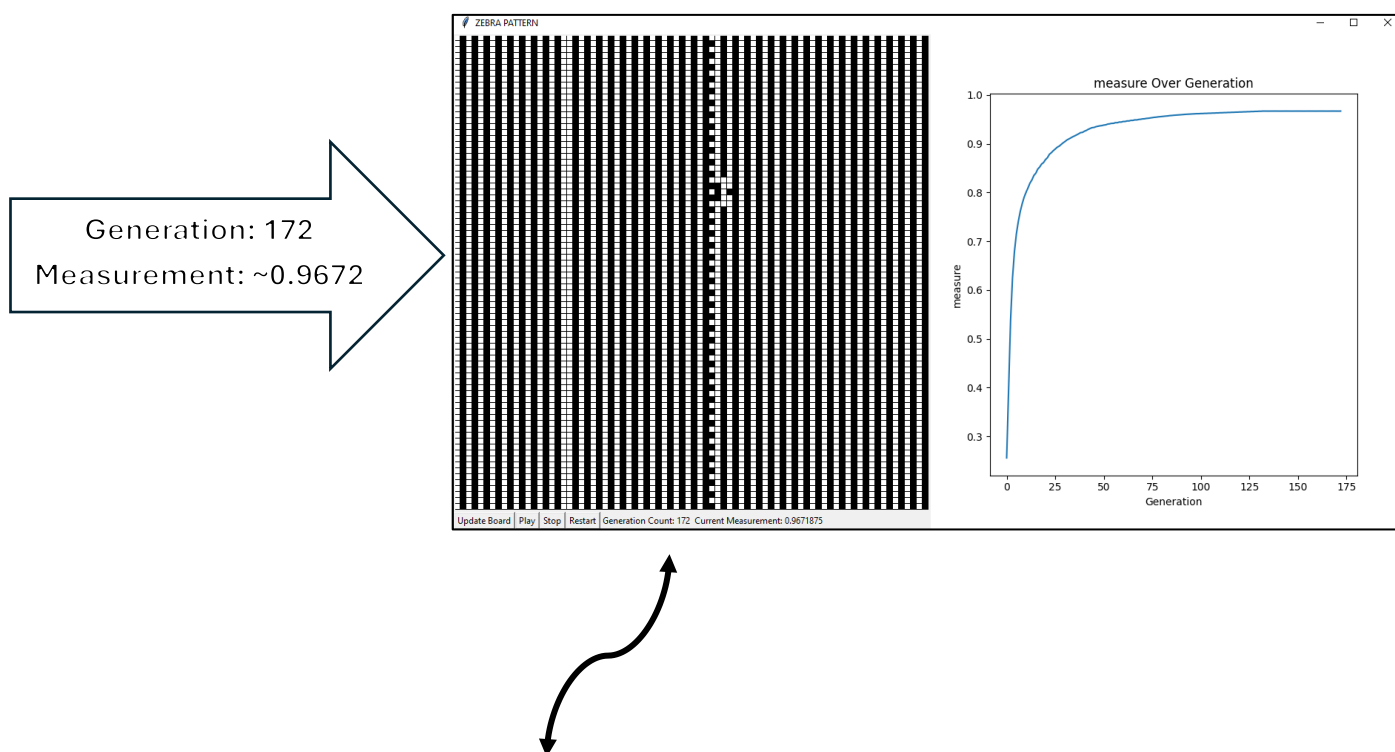 ZEBRA PATTERN
Generation: 172
Measurement: ~0.9672
measure Over Generation
1.0
0.9
0.8
0.7
0.6
0.5
0.4
0.3
measure
0 25 50 75 100 125 150 175
Generation
Update Board Play Stop Restart Generation Count: 172 Current Measurement: 0.9671875